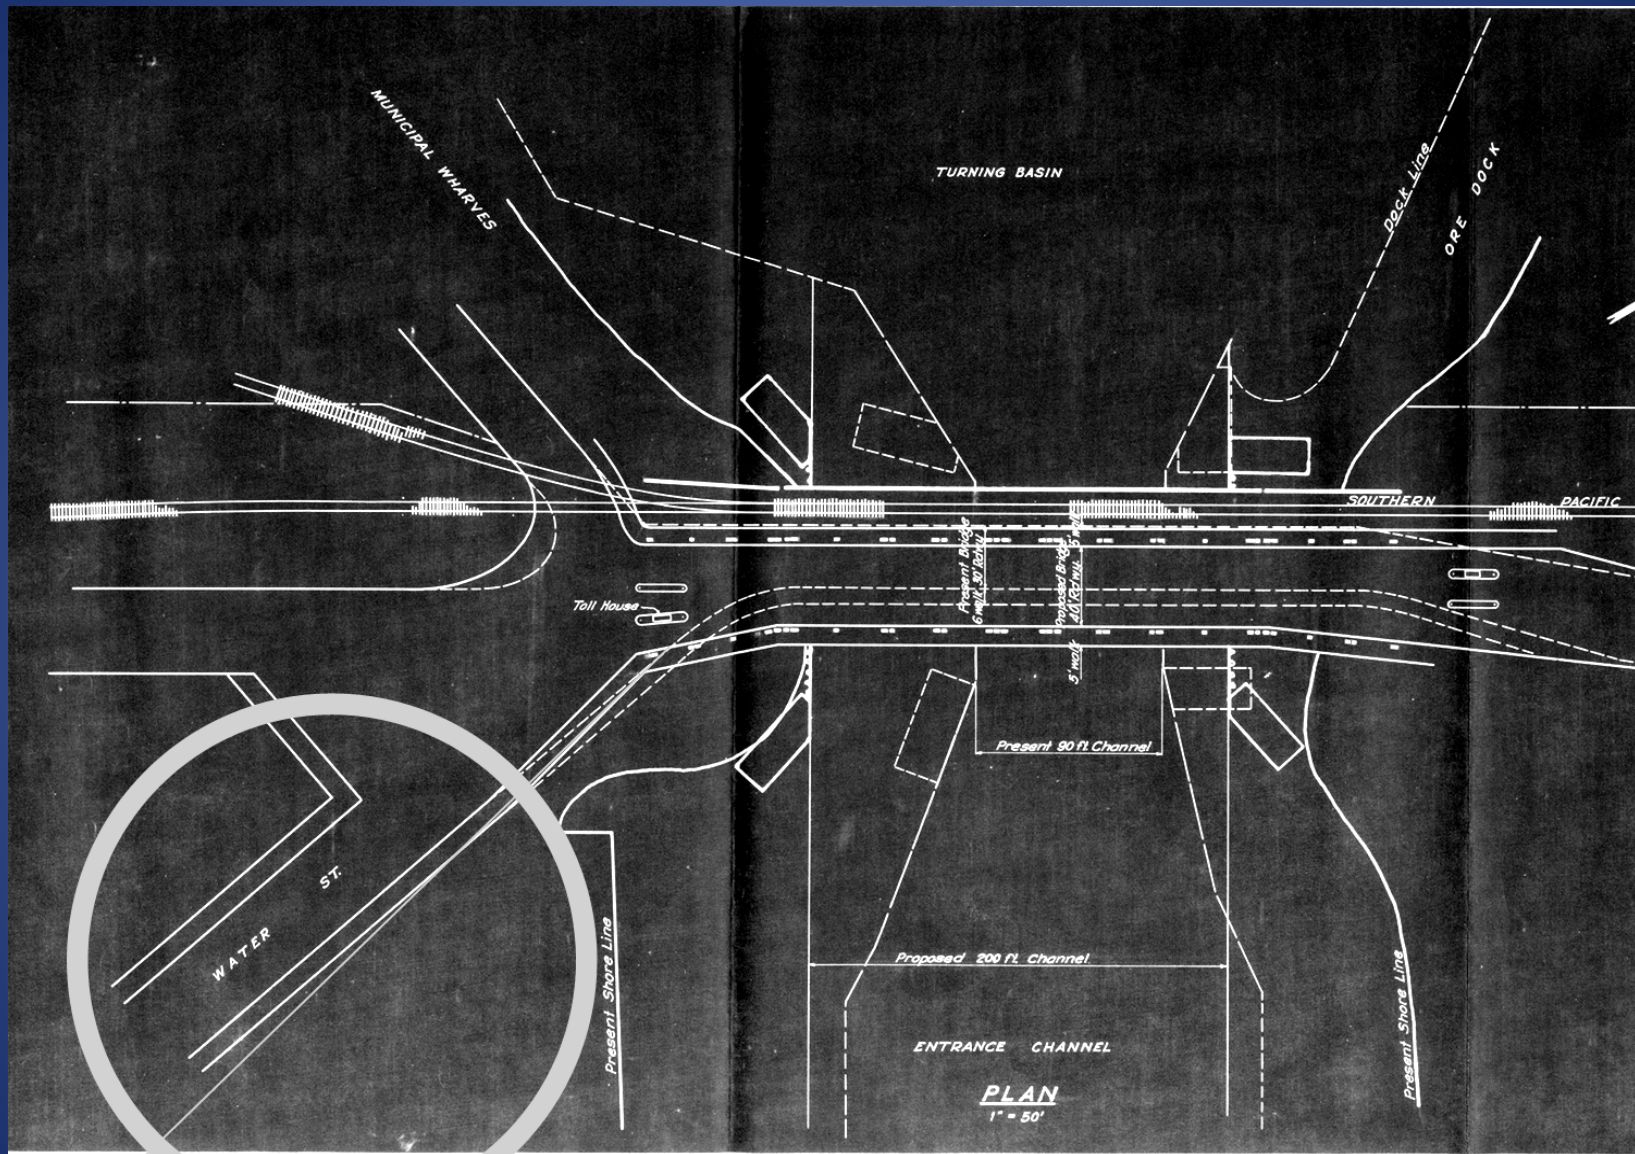 MUNICIPAL WHARVES
TURNING BASIN
Dock Line
ORE DOCK
SOUTHERN PACIFIC
Present Bridge
6' walk, 30' Rdwy.
Proposed Bridge
40' Rdwy. 5' walk
5' walk
Toll House
Present 90 ft. Channel
WATER ST.
Present Shore Line
Proposed 200 ft. Channel
Present Shore Line
ENTRANCE CHANNEL
PLAN
1" = 50'